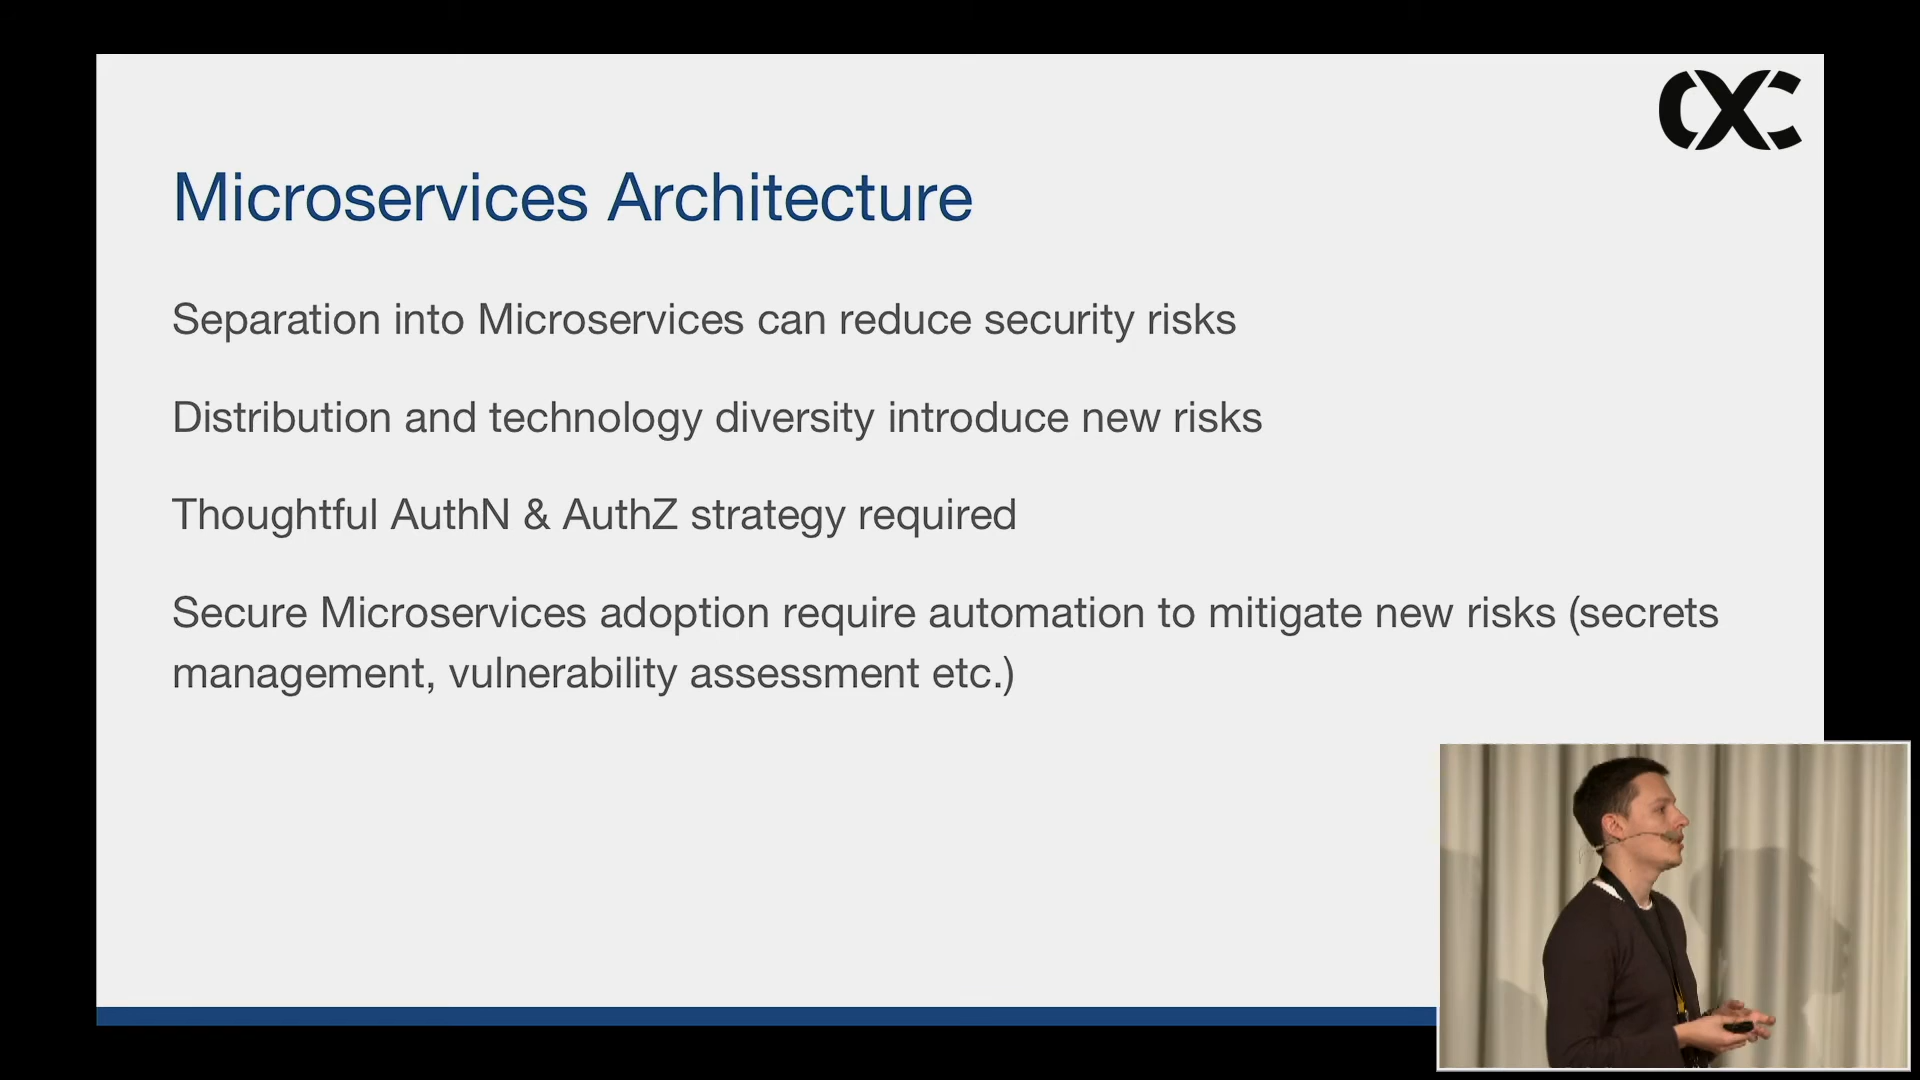 Microservices Architecture
Separation into Microservices can reduce security risks
Distribution and technology diversity introduce new risks
Thoughtful AuthN & AuthZ strategy required
Secure Microservices adoption require automation to mitigate new risks (secrets
management, vulnerability assessment etc.)